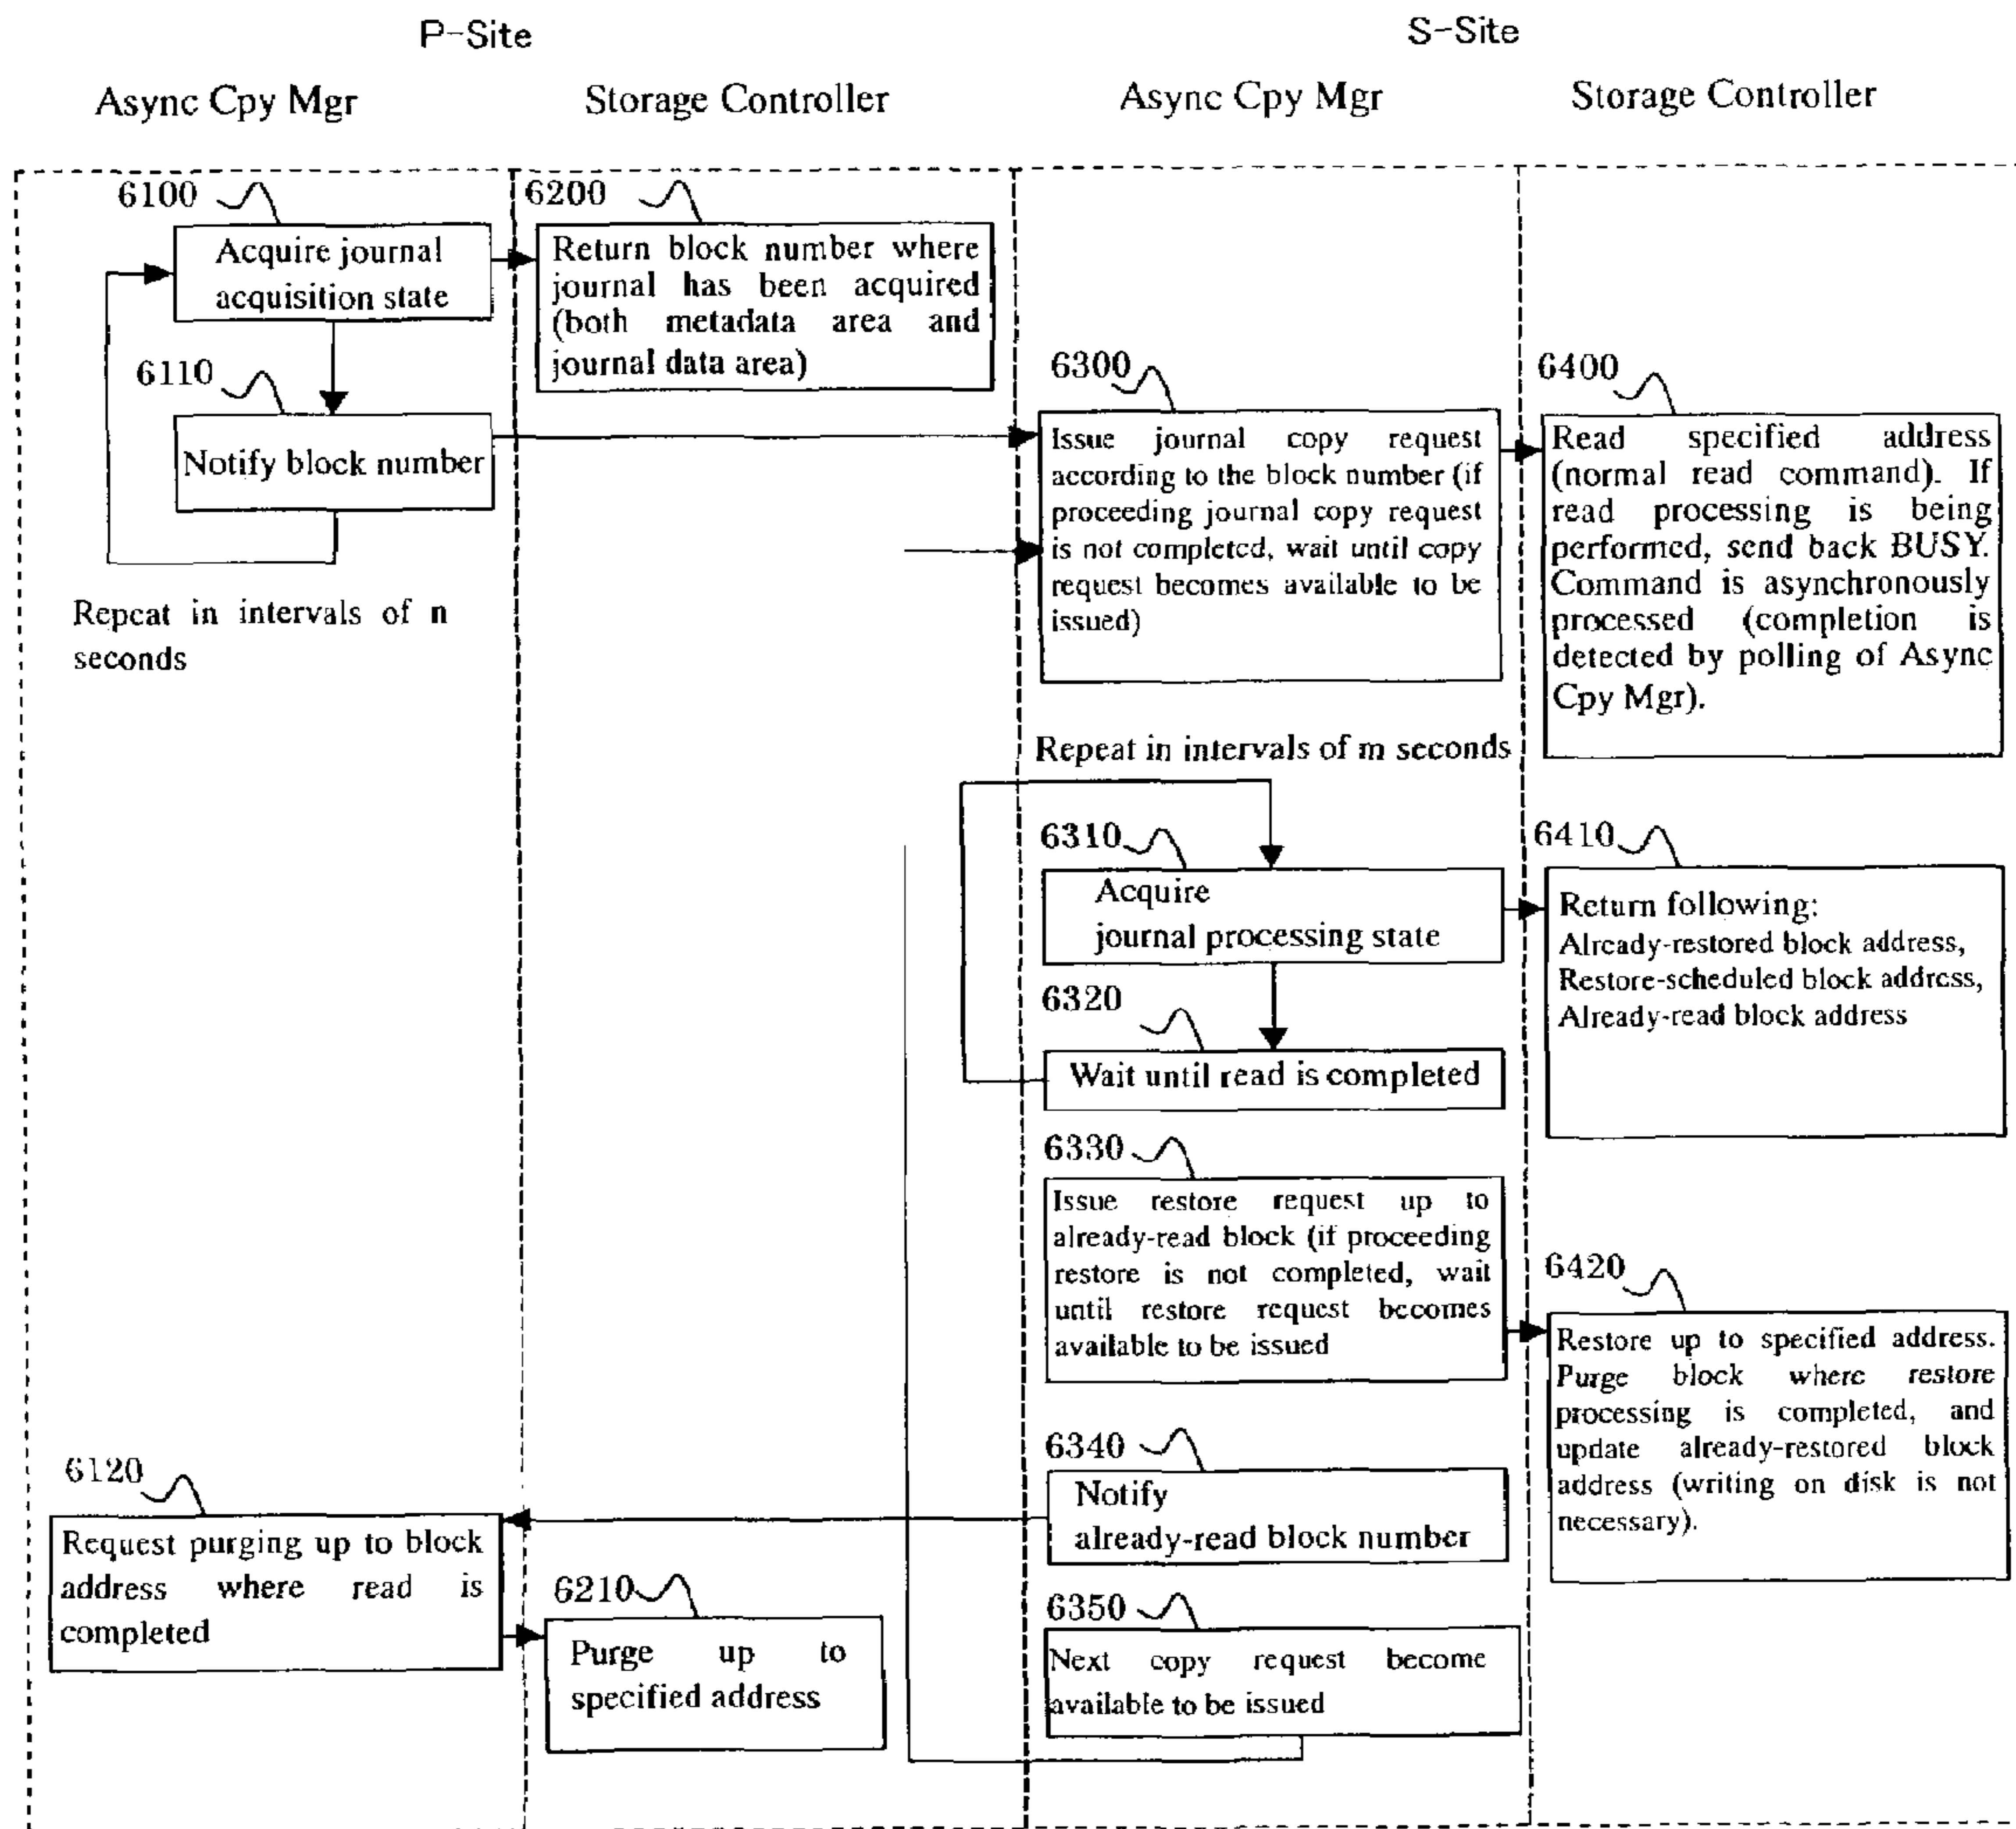 P-Site
S-Site
Async Cpy Mgr
Storage Controller
Async Cpy Mgr
Storage Controller
6100
Acquire journal
acquisition state
6110
Notify block number
Repeat in intervals of n
seconds
6200
Return block number where
journal has been acquired
(both metadata area and
journal data area)
6300
Issue journal copy request
according to the block number (if
proceeding journal copy request
is not completed, wait until copy
request becomes available to be
issued)
6400
Read specified address
(normal read command). If
read processing is being
performed, send back BUSY.
Command is asynchronously
processed (completion is
detected by polling of Async
Cpy Mgr).
Repeat in intervals of m seconds
6310
Acquire
journal processing state
6320
Wait until read is completed
6410
Return following:
Already-restored block address,
Restore-scheduled block address,
Already-read block address
6330
Issue restore request up to
already-read block (if proceeding
restore is not completed, wait
until restore request becomes
available to be issued
6420
Restore up to specified address.
Purge block where restore
processing is completed, and
update already-restored block
address (writing on disk is not
necessary).
6340
Notify
already-read block number
6120
Request purging up to block
address where read is
completed
6210
Purge up to
specified address
6350
Next copy request become
available to be issued